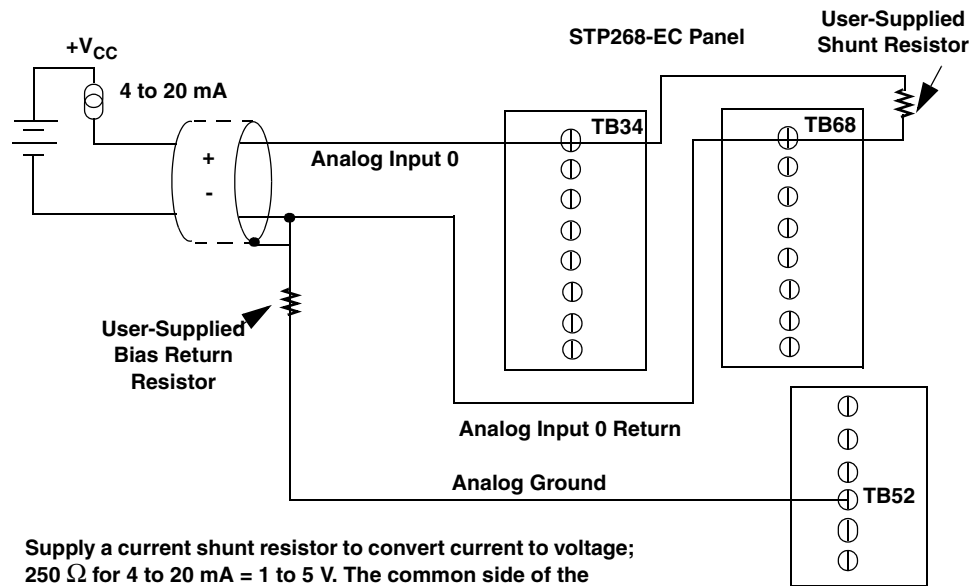 STP268-EC Panel
User-Supplied
Shunt Resistor
+VCC
4 to 20 mA
TB34
TB68
+
-
Analog Input 0
User-Supplied
Bias Return
Resistor
Analog Input 0 Return
Analog Ground
TB52
Supply a current shunt resistor to convert current to voltage;
250 Ω for 4 to 20 mA = 1 to 5 V. The common side of the